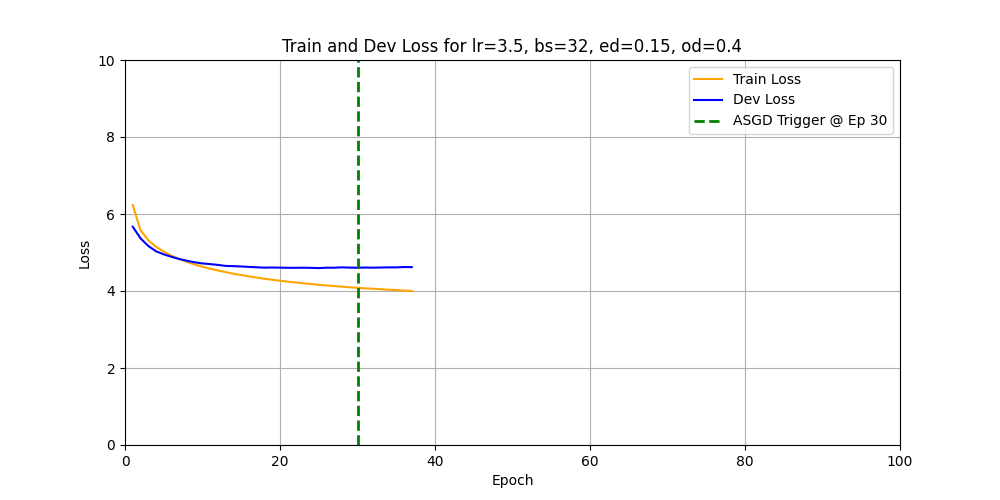 Train and Dev Loss for lr=3.5, bs=32, ed=0.15, od=0.4
10
8
6
4
2
0
Loss
Train Loss
Dev Loss
ASGD Trigger @ Ep 30
0 20 40 60 80 100
Epoch